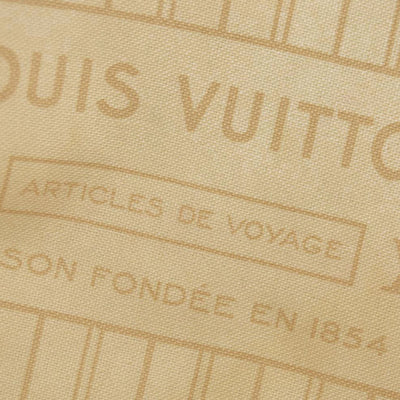 OUIS VUITTO
ARTICLES DE VOYAGE
SON FONDÉE EN 1854